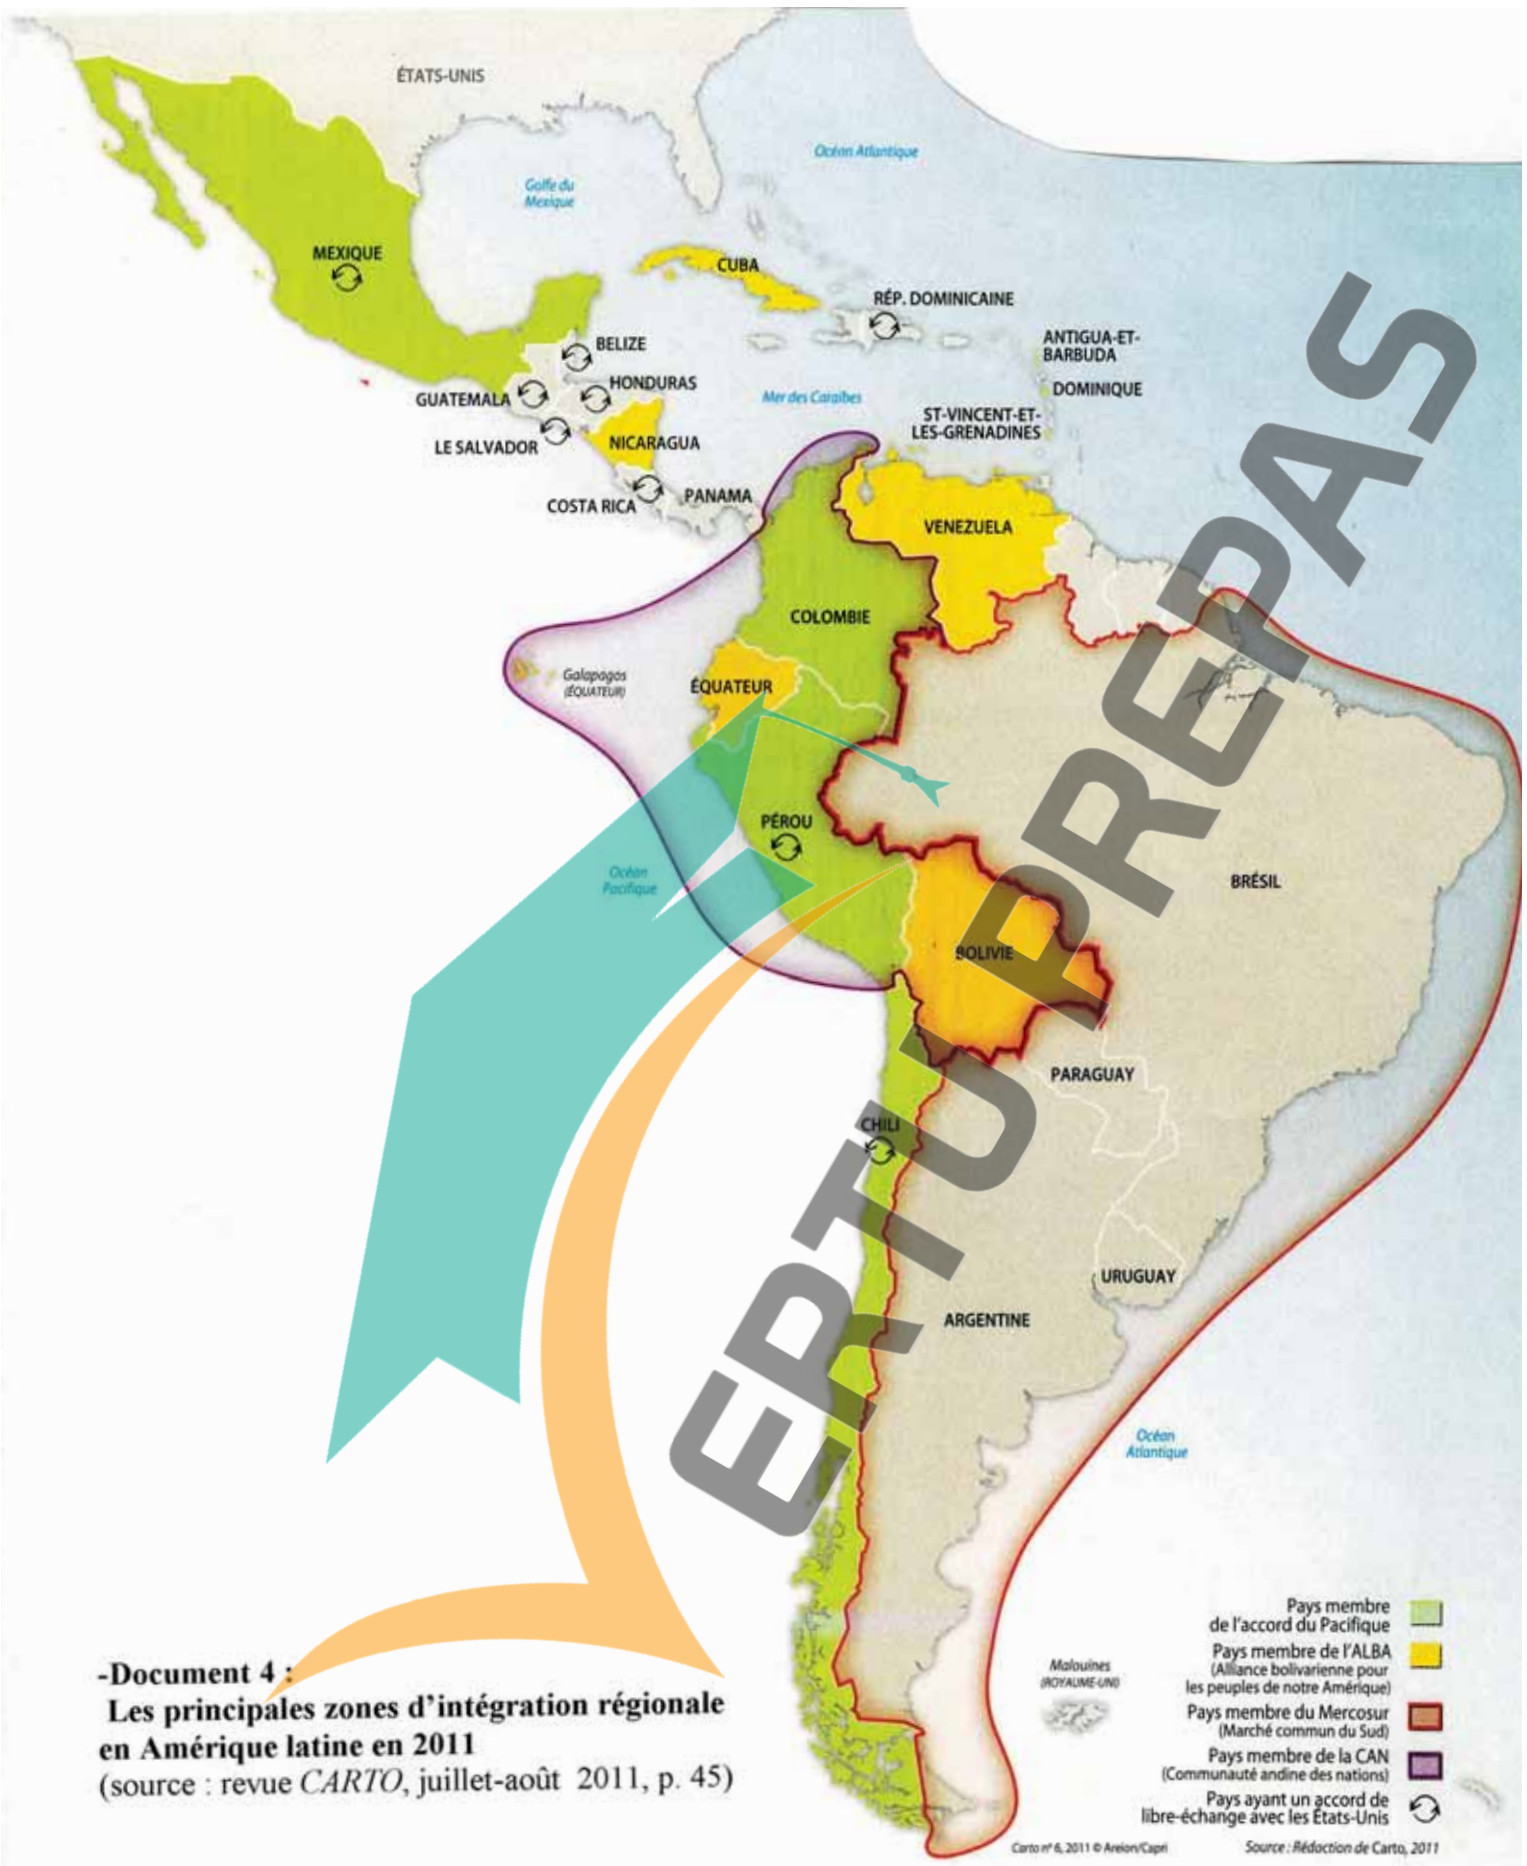 ÉTATS-UNIS
Océan Atlantique
Golfe du
Mexique
MEXIQUE
CUBA
RÉP. DOMINICAINE
ANTIGUA-ET-
BARBUDA
BELIZE
HONDURAS
DOMINIQUE
GUATEMALA
Mer des Caraïbes
ST-VINCENT-ET-
LES-GRENADINES
LE SALVADOR
NICARAGUA
COSTA RICA
PANAMA
VENEZUELA
COLOMBIE
Galapagos
(ÉQUATEUR)
ÉQUATEUR
PÉROU
Océan
Pacifique
BRÉSIL
BOLIVIE
PARAGUAY
CHILI
URUGUAY
ARGENTINE
Océan
Atlantique
ERTU PREPAS
Malouines
(ROYAUME-UNI)
Pays membre
de l'accord du Pacifique
Pays membre de l'ALBA
(Alliance bolivarienne pour
les peuples de notre Amérique)
Pays membre du Mercosur
(Marché commun du Sud)
Pays membre de la CAN
(Communauté andine des nations)
Pays ayant un accord de
libre-échange avec les États-Unis
Carto nº 6, 2011 © Areion/Capri
Source : Rédaction de Carto, 2011
-Document 4 :
Les principales zones d'intégration régionale
en Amérique latine en 2011
(source : revue CARTO, juillet-août 2011, p. 45)